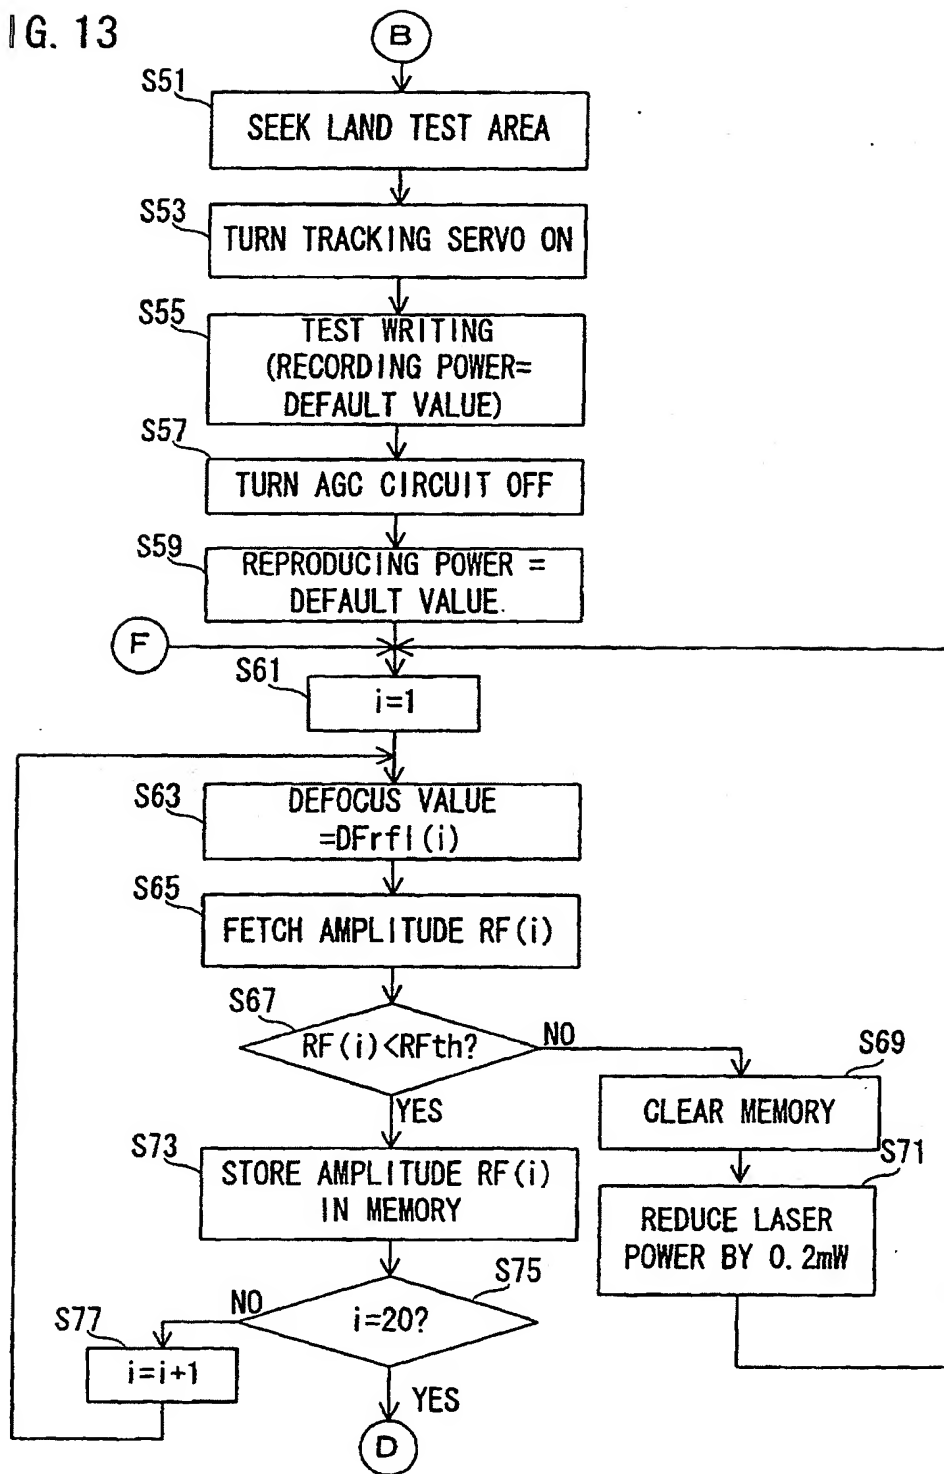 IG. 13
B
S51
SEEK LAND TEST AREA
S53
TURN TRACKING SERVO ON
S55
TEST WRITING
(RECORDING POWER=
DEFAULT VALUE)
S57
TURN AGC CIRCUIT OFF
S59
REPRODUCING POWER =
DEFAULT VALUE.
F
S61
i=1
S63
DEFOCUS VALUE
=DFrfl(i)
S65
FETCH AMPLITUDE RF(i)
S67
RF(i)<RFth?
NO
S69
CLEAR MEMORY
YES
S73
STORE AMPLITUDE RF(i)
IN MEMORY
S71
REDUCE LASER
POWER BY 0.2mW
S75
i=20?
NO
S77
i=i+1
YES
D